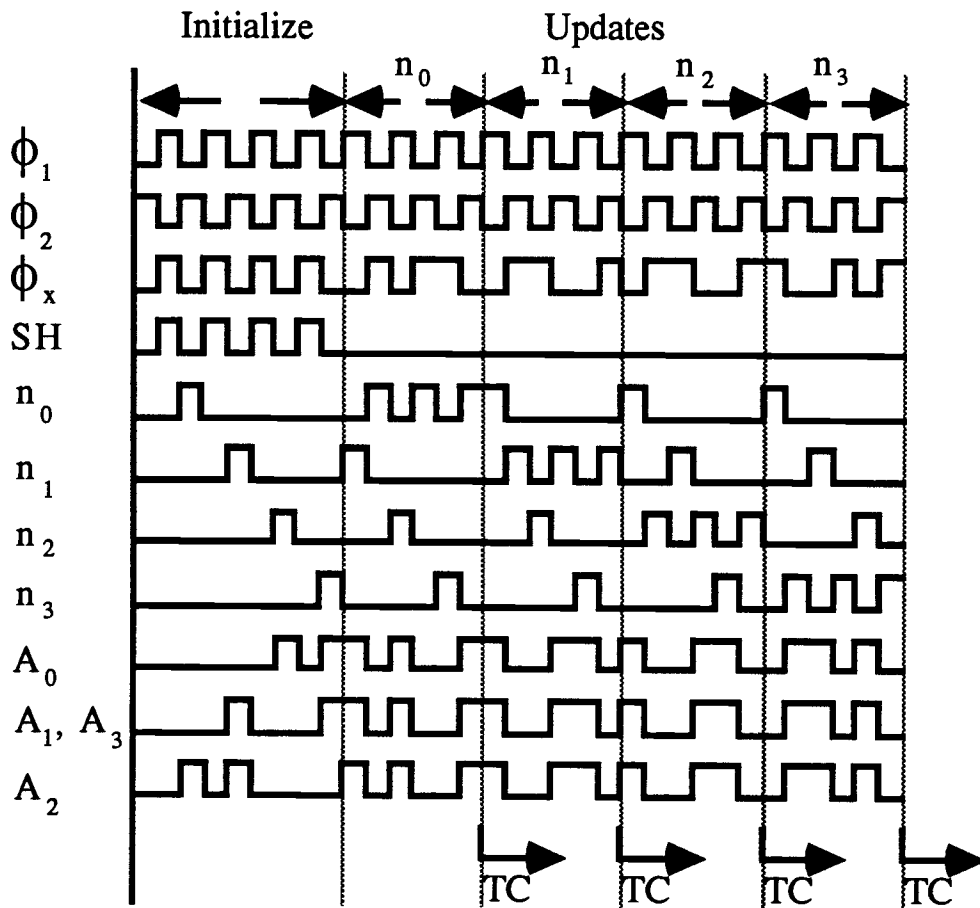 Initialize Updates
n₀ n₁ n₂ n₃
ϕ₁
ϕ₂
ϕₓ
SH
n₀
n₁
n₂
n₃
A₀
A₁, A₃
A₂
TC TC TC TC